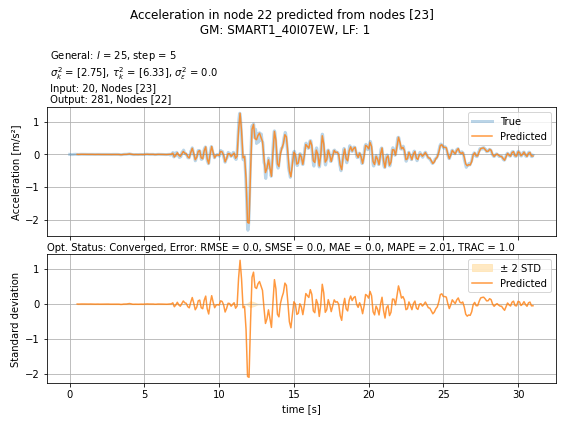 Acceleration in node 22 predicted from nodes [23]
GM: SMART1_40I07EW, LF: 1
General: l = 25, step = 5
σ²ₖ = [2.75], τ²ₖ = [6.33], σ²ε = 0.0
Input: 20, Nodes [23]
Output: 281, Nodes [22]
Acceleration [m/s²]
1
0
−1
−2
True
Predicted
Opt. Status: Converged, Error: RMSE = 0.0, SMSE = 0.0, MAE = 0.0, MAPE = 2.01, TRAC = 1.0
Standard deviation
1
0
−1
−2
± 2 STD
Predicted
0 5 10 15 20 25 30
time [s]